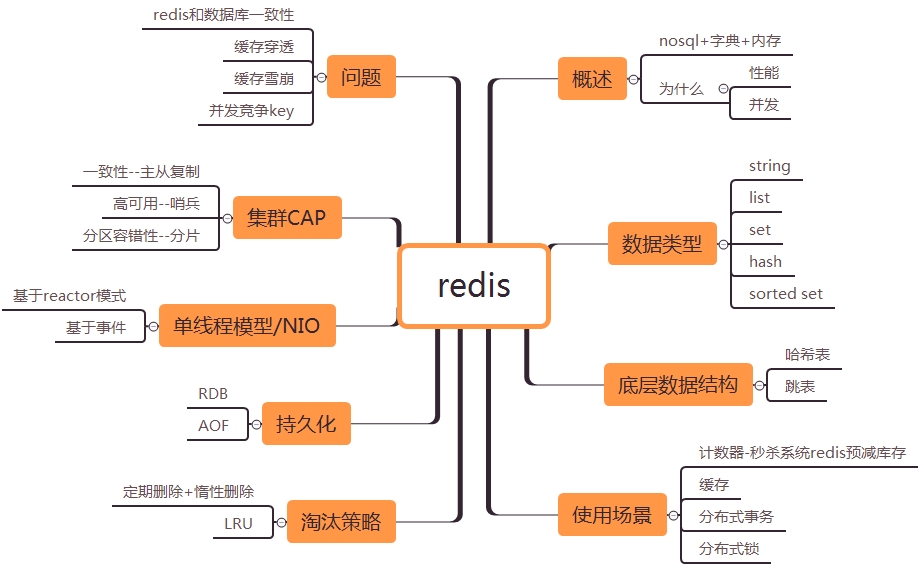 redis
概述
nosql+字典+内存
为什么
性能
并发
数据类型
string
list
set
hash
sorted set
底层数据结构
哈希表
跳表
使用场景
计数器-秒杀系统redis预减库存
缓存
分布式事务
分布式锁
问题
redis和数据库一致性
缓存穿透
缓存雪崩
并发竞争key
集群CAP
一致性--主从复制
高可用--哨兵
分区容错性--分片
单线程模型/NIO
基于reactor模式
基于事件
持久化
RDB
AOF
淘汰策略
定期删除+惰性删除
LRU